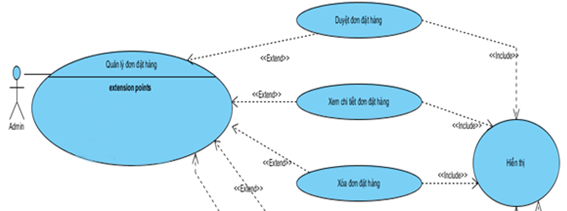 Duyệt đơn đặt hàng
<<Extend>>
<<Include>>
Quản lý đơn đặt hàng
extension points
Admin
<<Extend>>
Xem chi tiết đơn đặt hàng
<<Include>>
Hiển thị
<<Extend>>
Xóa đơn đặt hàng
<<Include>>
<<Extend>>